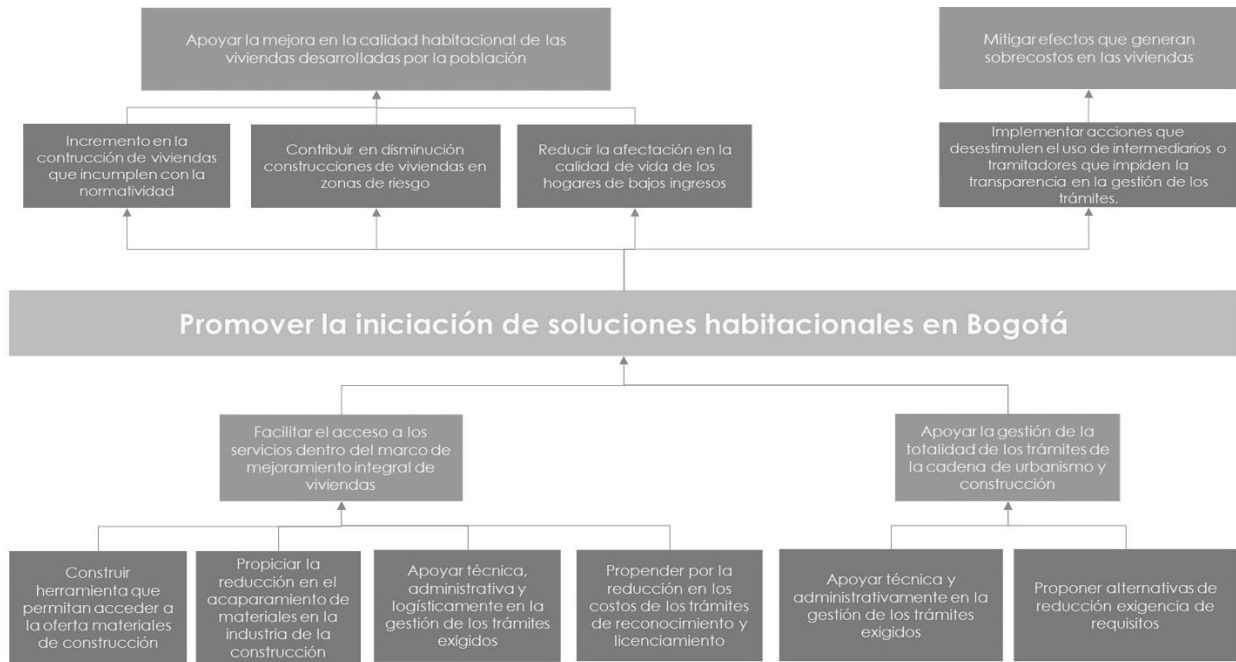 Apoyar la mejora en la calidad habitacional de las
viviendas desarrolladas por la población
Mitigar efectos que generan
sobrecostos en las viviendas
Incremento en la
contrucción de viviendas
que incumplen con la
normatividad
Contribuir en disminución
construcciones de viviendas en
zonas de riesgo
Reducir la afectación en la
calidad de vida de los
hogares de bajos ingresos
Implementar acciones que
desestimulen el uso de intermediarios o
tramitadores que impiden la
transparencia en la gestión de los
trámites.
Promover la iniciación de soluciones habitacionales en Bogotá
Facilitar el acceso a los
servicios dentro del marco de
mejoramiento integral de
viviendas
Apoyar la gestión de la
totalidad de los trámites de
la cadena de urbanismo y
construcción
Construir
herramienta que
permitan acceder a
la oferta materiales de
construcción
Propiciar la
reducción en el
acaparamiento de
materiales en la
industria de la
construcción
Apoyar técnica,
administrativa y
logísticamente en la
gestión de los trámites
exigidos
Propender por la
reducción en los
costos de los trámites
de reconocimiento y
licenciamiento
Apoyar técnica y
administrativamente en la
gestión de los trámites
exigidos
Proponer alternativas de
reducción exigencia de
requisitos